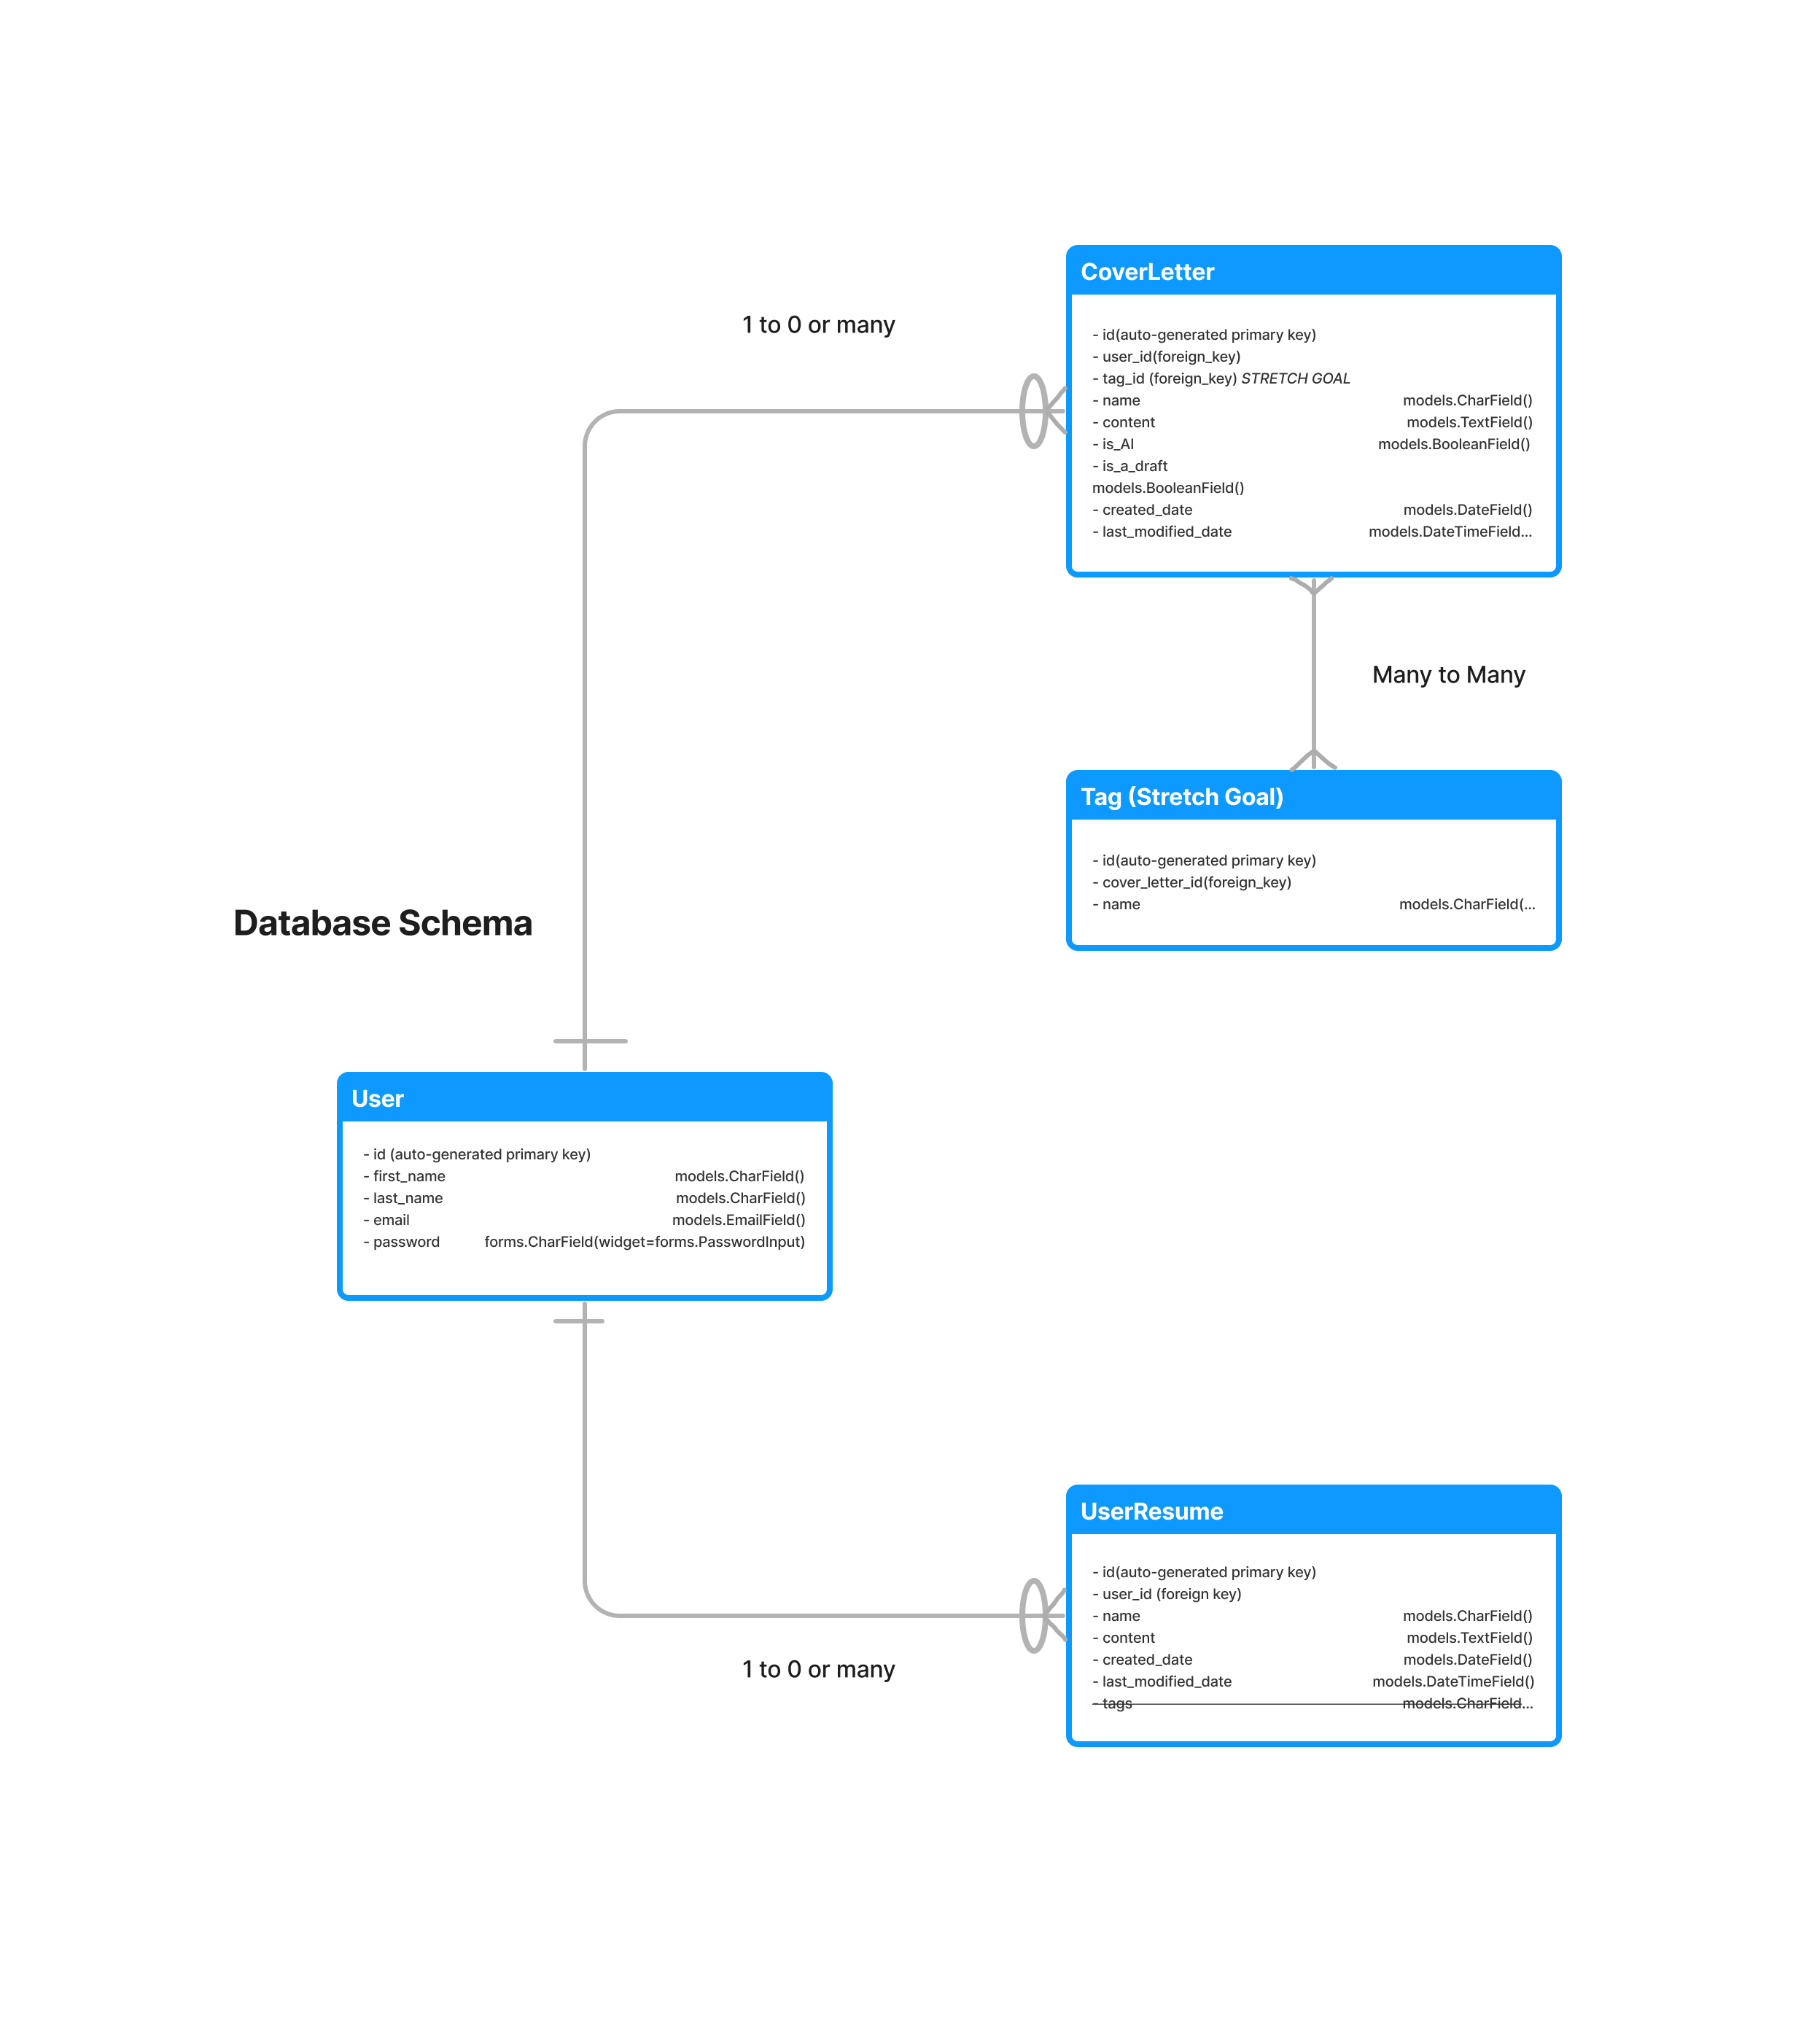 CoverLetter
1 to 0 or many
- id(auto-generated primary key)
- user_id(foreign_key)
- tag_id (foreign_key) STRETCH GOAL
- name models.CharField()
- content models.TextField()
- is_AI models.BooleanField()
- is_a_draft
models.BooleanField()
- created_date models.DateField()
- last_modified_date models.DateTimeField...
Many to Many
Tag (Stretch Goal)
- id(auto-generated primary key)
- cover_letter_id(foreign_key)
- name models.CharField(...
Database Schema
User
- id (auto-generated primary key)
- first_name models.CharField()
- last_name models.CharField()
- email models.EmailField()
- password forms.CharField(widget=forms.PasswordInput)
UserResume
- id(auto-generated primary key)
- user_id (foreign key)
- name models.CharField()
- content models.TextField()
- created_date models.DateField()
- last_modified_date models.DateTimeField()
- tags models.CharField...
1 to 0 or many